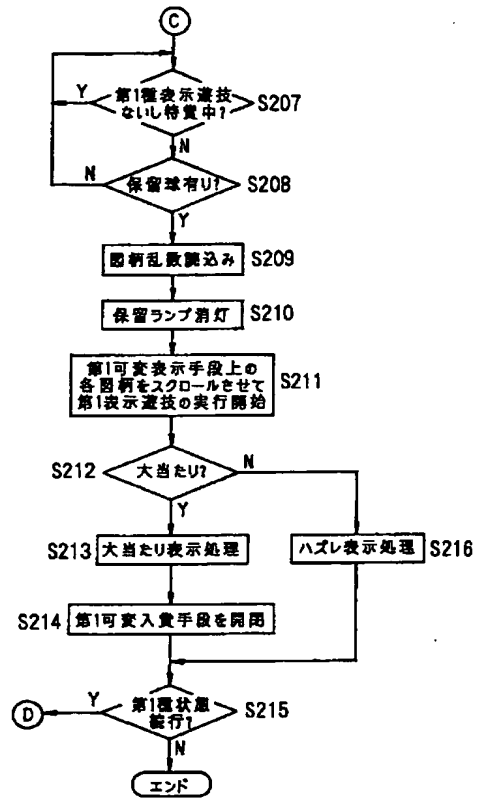 C
第1種表示遊技
ないし特賞中?
Y
S207
N
N
保留球有り?
S208
Y
図柄乱数読込み
S209
保留ランプ消灯
S210
第1可変表示手段上の
各図柄をスクロールさせて
第1表示遊技の実行開始
S211
S212
大当たり?
N
Y
S213
大当たり表示処理
ハズレ表示処理
S216
S214
第1可変入賞手段を開閉
D
Y
第1種状態
続行?
S215
N
エンド